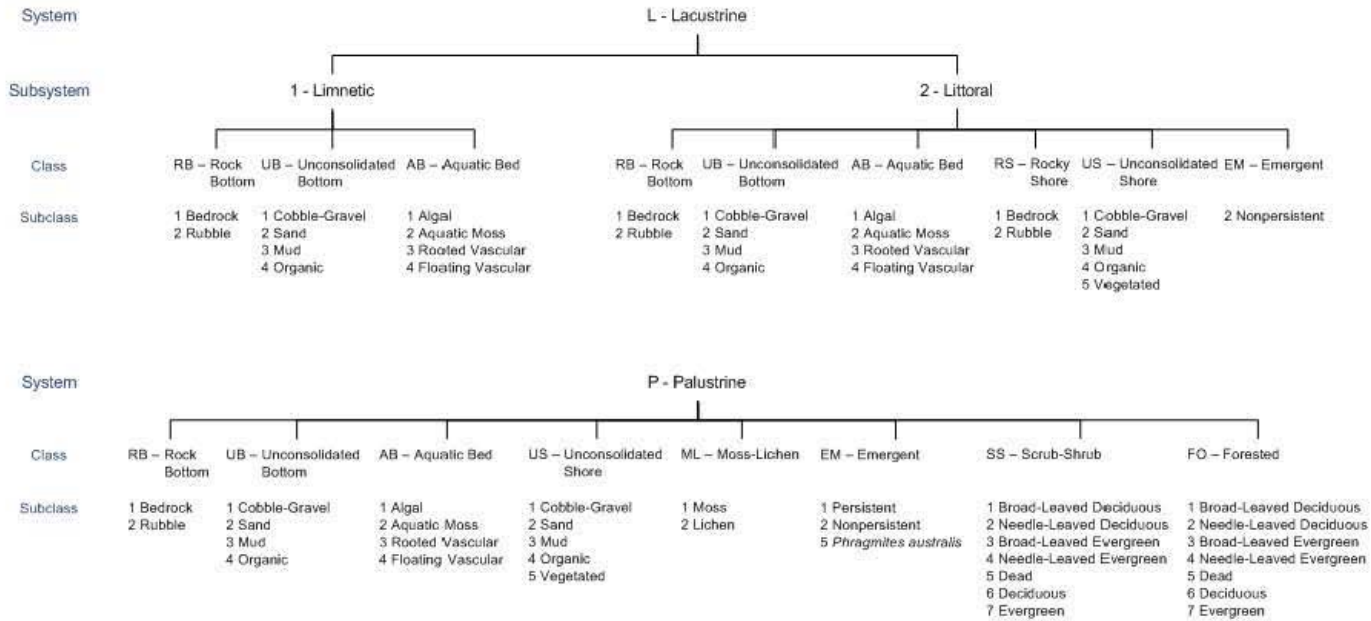 System L - Lacustrine
Subsystem 1 - Limnetic 2 - Littoral
Class RB – Rock Bottom UB – Unconsolidated Bottom AB – Aquatic Bed RB – Rock Bottom UB – Unconsolidated Bottom AB – Aquatic Bed RS – Rocky Shore US – Unconsolidated Shore EM – Emergent
Subclass 1 Bedrock 1 Cobble-Gravel 1 Algal 1 Bedrock 1 Cobble-Gravel 1 Algal 1 Bedrock 1 Cobble-Gravel 2 Nonpersistent
2 Rubble 2 Sand 2 Aquatic Moss 2 Rubble 2 Sand 2 Aquatic Moss 2 Rubble 2 Sand
3 Mud 3 Rooted Vascular 3 Mud 3 Rooted Vascular 3 Mud
4 Organic 4 Floating Vascular 4 Organic 4 Floating Vascular 4 Organic
5 Vegetated
System P - Palustrine
Class RB – Rock Bottom UB – Unconsolidated Bottom AB – Aquatic Bed US – Unconsolidated Shore ML – Moss-Lichen EM – Emergent SS – Scrub-Shrub FO – Forested
Subclass 1 Bedrock 1 Cobble-Gravel 1 Algal 1 Cobble-Gravel 1 Moss 1 Persistent 1 Broad-Leaved Deciduous 1 Broad-Leaved Deciduous
2 Rubble 2 Sand 2 Aquatic Moss 2 Sand 2 Lichen 2 Nonpersistent 2 Needle-Leaved Deciduous 2 Needle-Leaved Deciduous
3 Mud 3 Rooted Vascular 3 Mud 5 Phragmites australis 3 Broad-Leaved Evergreen 3 Broad-Leaved Evergreen
4 Organic 4 Floating Vascular 4 Organic 4 Needle-Leaved Evergreen 4 Needle-Leaved Evergreen
5 Vegetated 5 Dead 5 Dead
6 Deciduous 6 Deciduous
7 Evergreen 7 Evergreen